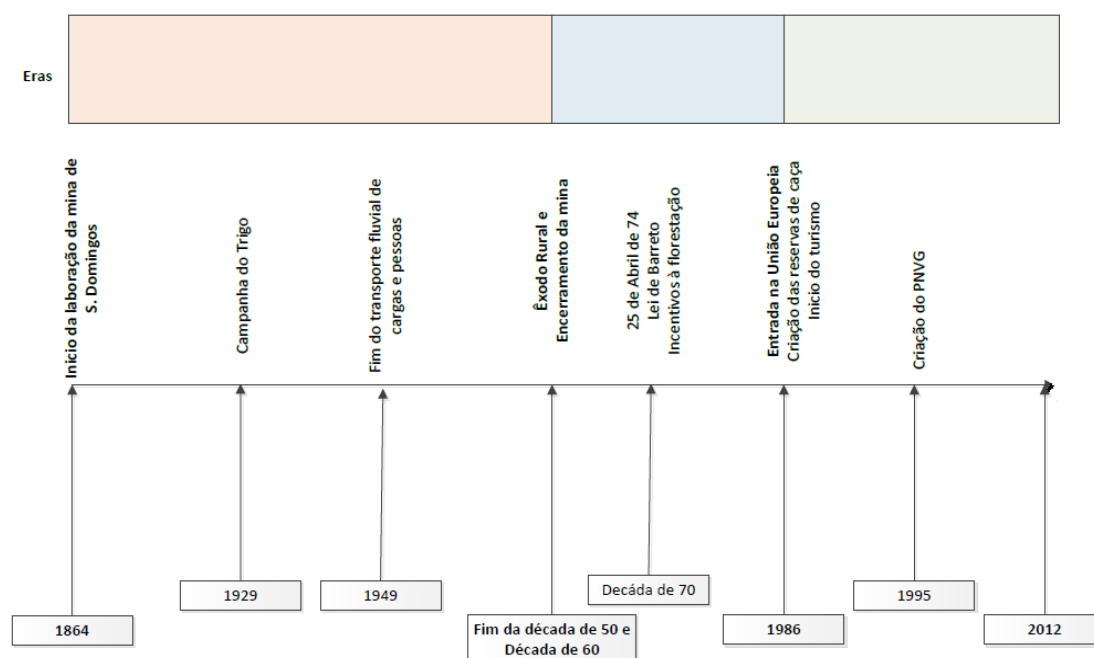 Eras
Inicio da laboração da mina de
S. Domingos
Campanha do Trigo
Fim do transporte fluvial de
cargas e pessoas
Êxodo Rural e
Encerramento da mina
25 de Abril de 74
Lei de Barreto
Incentivos à florestação
Entrada na União Europeia
Criação das reservas de caça
Inicio do turismo
Criação do PNVG
1864
1929
1949
Fim da década de 50 e
Década de 60
Decáda de 70
1986
1995
2012